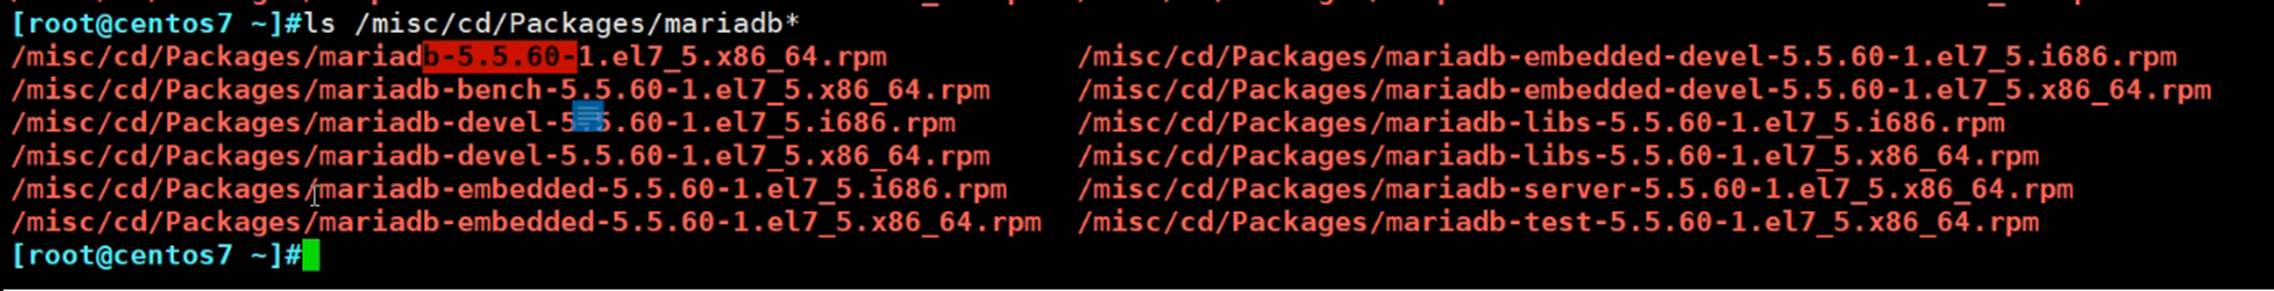 [root@centos7 ~]#ls /misc/cd/Packages/mariadb*
/misc/cd/Packages/mariadb-5.5.60-1.el7_5.x86_64.rpm /misc/cd/Packages/mariadb-embedded-devel-5.5.60-1.el7_5.i686.rpm
/misc/cd/Packages/mariadb-bench-5.5.60-1.el7_5.x86_64.rpm /misc/cd/Packages/mariadb-embedded-devel-5.5.60-1.el7_5.x86_64.rpm
/misc/cd/Packages/mariadb-devel-5.5.60-1.el7_5.i686.rpm /misc/cd/Packages/mariadb-libs-5.5.60-1.el7_5.i686.rpm
/misc/cd/Packages/mariadb-devel-5.5.60-1.el7_5.x86_64.rpm /misc/cd/Packages/mariadb-libs-5.5.60-1.el7_5.x86_64.rpm
/misc/cd/Packages/mariadb-embedded-5.5.60-1.el7_5.i686.rpm /misc/cd/Packages/mariadb-server-5.5.60-1.el7_5.x86_64.rpm
/misc/cd/Packages/mariadb-embedded-5.5.60-1.el7_5.x86_64.rpm /misc/cd/Packages/mariadb-test-5.5.60-1.el7_5.x86_64.rpm
[root@centos7 ~]#